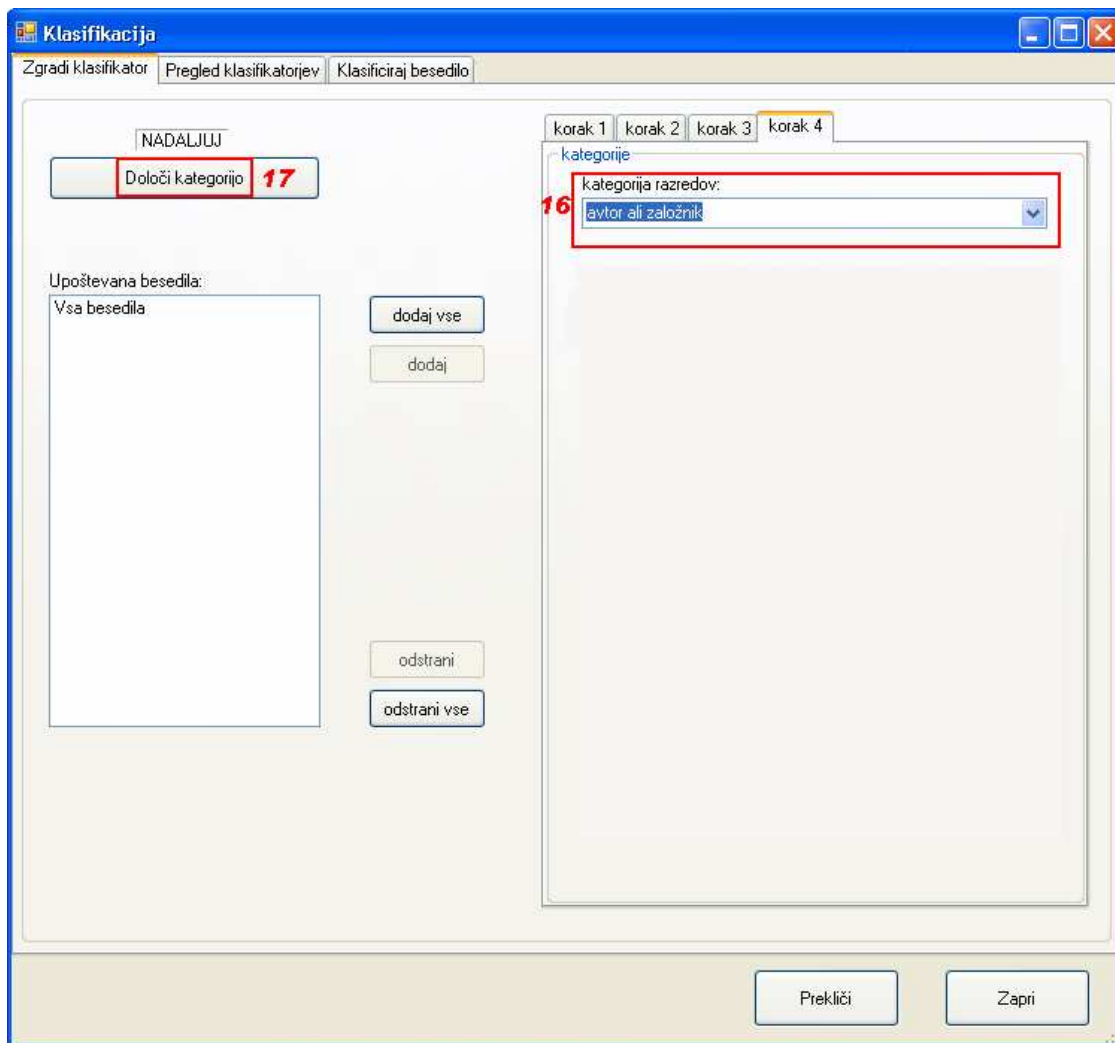 Klasifikacija
Zgradi klasifikator
Pregled klasifikatorjev
Klasificiraj besedilo
NADALJUJ
Določi kategorijo
17
Upoštevana besedila:
Vsa besedila
dodaj vse
dodaj
odstrani
odstrani vse
korak 1
korak 2
korak 3
korak 4
kategorije
kategorija razredov:
16
avtor ali založnik
Prekliči
Zapri